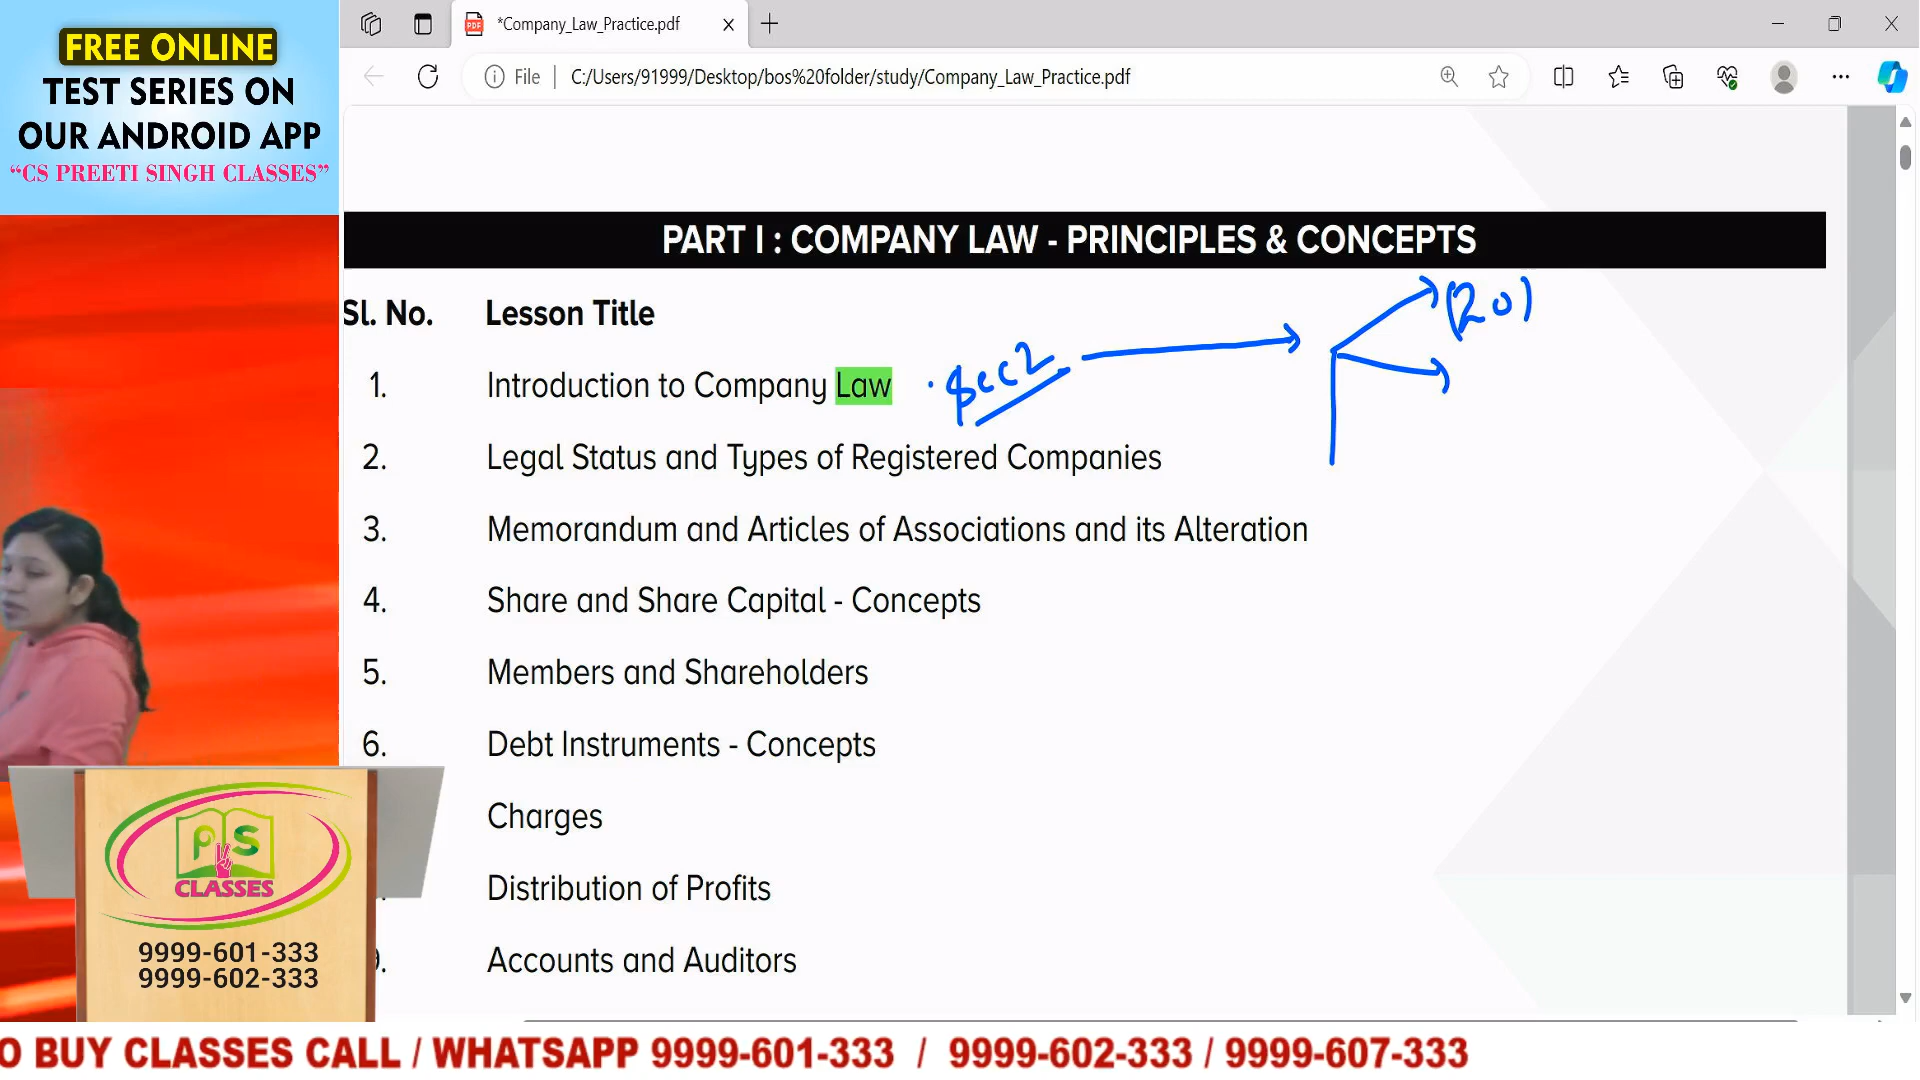 FREE ONLINE
TEST SERIES ON
OUR ANDROID APP
“CS PREETI SINGH CLASSES”
*Company_Law_Practice.pdf
File
C:/Users/91999/Desktop/bos%20folder/study/Company_Law_Practice.pdf
PART I : COMPANY LAW - PRINCIPLES & CONCEPTS
Sl. No. Lesson Title
1. Introduction to Company Law Sec 2 (20)
2. Legal Status and Types of Registered Companies
3. Memorandum and Articles of Associations and its Alteration
4. Share and Share Capital - Concepts
5. Members and Shareholders
6. Debt Instruments - Concepts
Charges
Distribution of Profits
9. Accounts and Auditors
PS
CLASSES
9999-601-333
9999-602-333
O BUY CLASSES CALL / WHATSAPP 9999-601-333 / 9999-602-333 / 9999-607-333